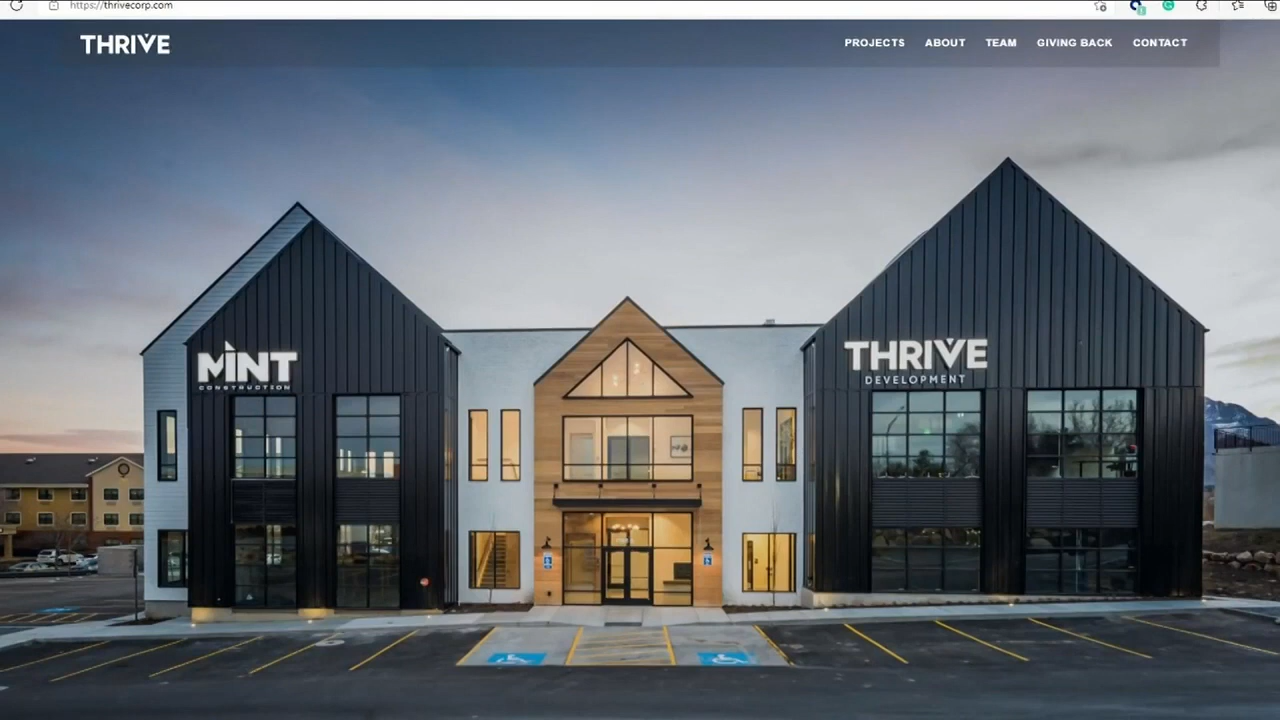 https://thrivecorp.com
THRIVE
PROJECTS ABOUT TEAM GIVING BACK CONTACT
MINT
CONSTRUCTION
THRIVE
DEVELOPMENT